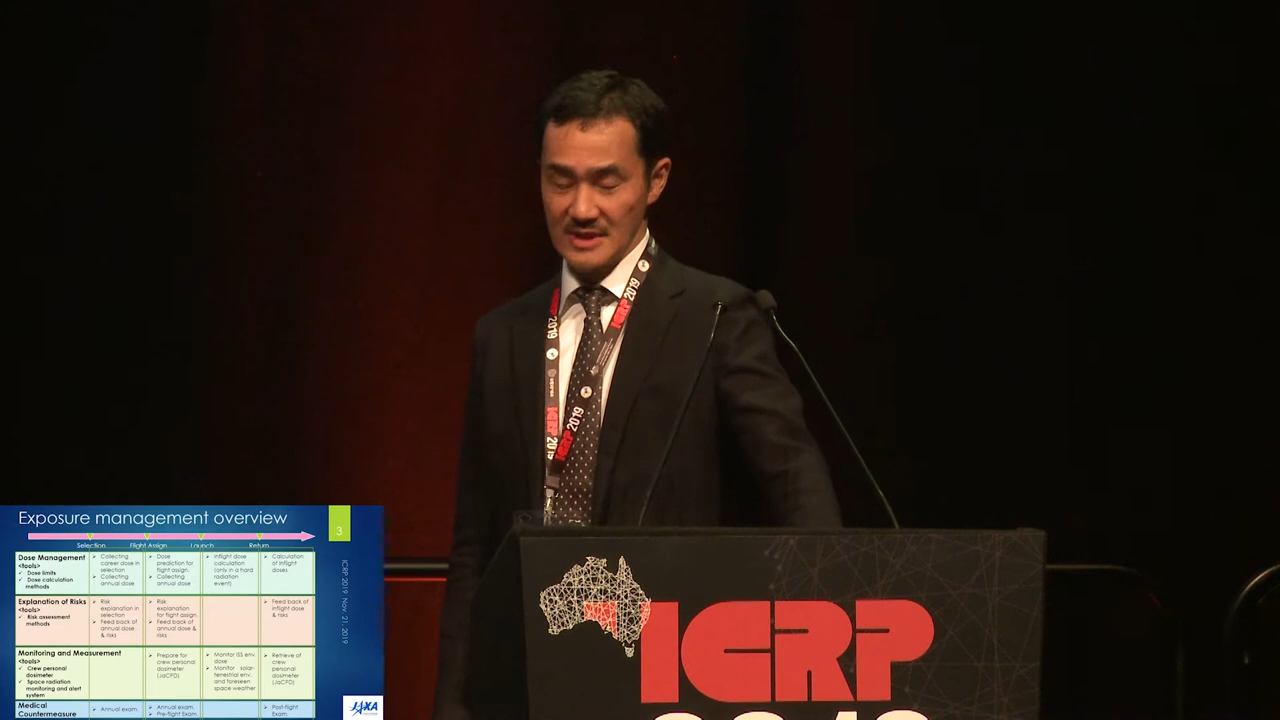 Exposure management overview
3
Selection
Flight Assign
Launch
Return
Dose Management
<tools>
✓ Dose limits
✓ Dose calculation
methods
➢ Collecting
career dose in
selection
➢ Collecting
annual dose
➢ Dose
prediction for
flight assign.
➢ Collecting
annual dose
➢ Inflight dose
calculation
(only in a hard
radiation
event)
➢ Calculation
of inflight
doses
Explanation of Risks
<tools>
✓ Risk assessment
methods
➢ Risk
explanation in
selection
➢ Feed back of
annual dose
& risks
➢ Risk
explanation
for flight assign.
➢ Feed back of
annual dose &
risks
➢ Feed back of
inflight dose
& risks
Monitoring and Measurement
<tools>
✓ Crew personal
dosimeter
✓ Space radiation
monitoring and alert
system
➢ Prepare for
crew personal
dosimeter
(JaCPD)
➢ Monitor ISS env.
dose
➢ Monitor solar-
terrestrial env.
and foreseen
space weather
➢ Retrieve of
crew
personal
dosimeter
(JaCPD)
Medical
Countermeasure
➢ Annual exam.
➢ Annual exam.
➢ Pre-flight Exam.
➢ Post-flight
Exam.
ICRP 2019 Nov. 21, 2019
JAXA
ICRP 2019
ICRP 2019
2019
ICRP